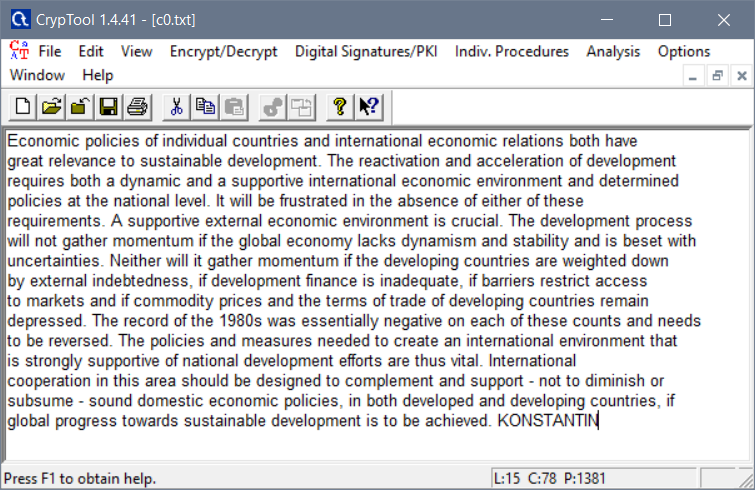 CrypTool 1.4.41 - [c0.txt]
File Edit View Encrypt/Decrypt Digital Signatures/PKI Indiv. Procedures Analysis Options
Window Help
Economic policies of individual countries and international economic relations both have
great relevance to sustainable development. The reactivation and acceleration of development
requires both a dynamic and a supportive international economic environment and determined
policies at the national level. It will be frustrated in the absence of either of these
requirements. A supportive external economic environment is crucial. The development process
will not gather momentum if the global economy lacks dynamism and stability and is beset with
uncertainties. Neither will it gather momentum if the developing countries are weighted down
by external indebtedness, if development finance is inadequate, if barriers restrict access
to markets and if commodity prices and the terms of trade of developing countries remain
depressed. The record of the 1980s was essentially negative on each of these counts and needs
to be reversed. The policies and measures needed to create an international environment that
is strongly supportive of national development efforts are thus vital. International
cooperation in this area should be designed to complement and support - not to diminish or
subsume - sound domestic economic policies, in both developed and developing countries, if
global progress towards sustainable development is to be achieved. KONSTANTIN
Press F1 to obtain help. L:15 C:78 P:1381